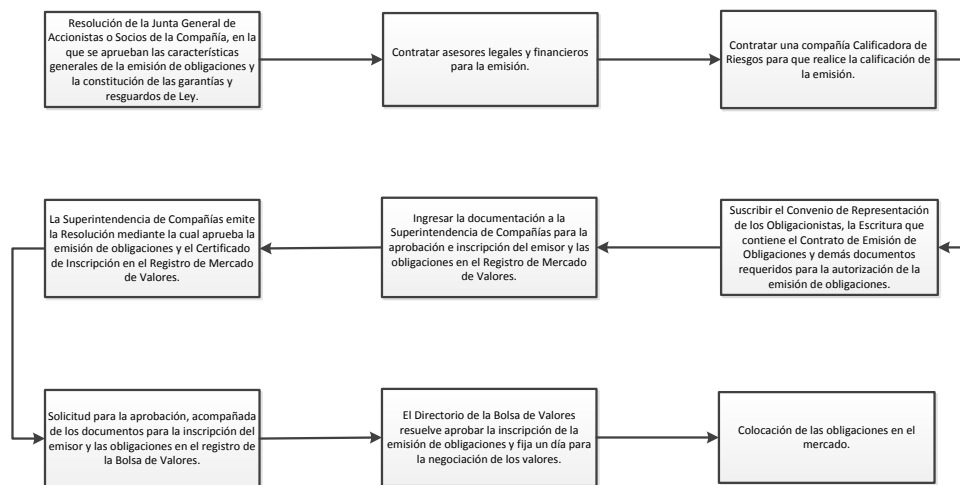 Resolución de la Junta General de
Accionistas o Socios de la Compañía, en la
que se aprueban las características
generales de la emisión de obligaciones y
la constitución de las garantías y
resguardos de Ley.
Contratar asesores legales y financieros
para la emisión.
Contratar una compañía Calificadora de
Riesgos para que realice la calificación de
la emisión.
Suscribir el Convenio de Representación
de los Obligacionistas, la Escritura que
contiene el Contrato de Emisión de
Obligaciones y demás documentos
requeridos para la autorización de la
emisión de obligaciones.
Ingresar la documentación a la
Superintendencia de Compañías para la
aprobación e inscripción del emisor y las
obligaciones en el Registro de Mercado
de Valores.
La Superintendencia de Compañías emite
la Resolución mediante la cual aprueba la
emisión de obligaciones y el Certificado
de Inscripción en el Registro de Mercado
de Valores.
Solicitud para la aprobación, acompañada
de los documentos para la inscripción del
emisor y las obligaciones en el registro de
la Bolsa de Valores.
El Directorio de la Bolsa de Valores
resuelve aprobar la inscripción de la
emisión de obligaciones y fija un día para
la negociación de los valores.
Colocación de las obligaciones en el
mercado.